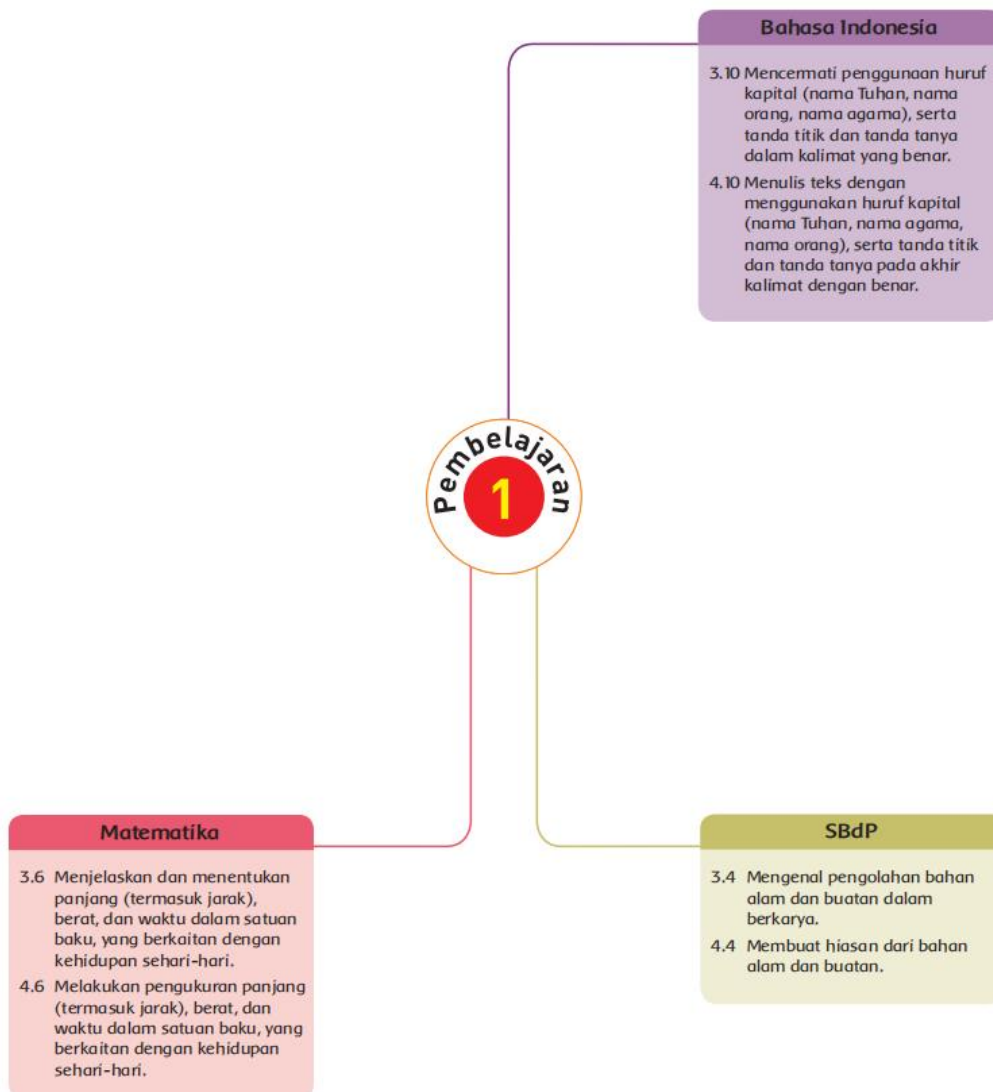 Bahasa Indonesia
3.10 Mencermati penggunaan huruf
kapital (nama Tuhan, nama
orang, nama agama), serta
tanda titik dan tanda tanya
dalam kalimat yang benar.
4.10 Menulis teks dengan
menggunakan huruf kapital
(nama Tuhan, nama agama,
nama orang), serta tanda titik
dan tanda tanya pada akhir
kalimat dengan benar.
Pembelajaran
1
Matematika
3.6 Menjelaskan dan menentukan
panjang (termasuk jarak),
berat, dan waktu dalam satuan
baku, yang berkaitan dengan
kehidupan sehari-hari.
4.6 Melakukan pengukuran panjang
(termasuk jarak), berat, dan
waktu dalam satuan baku, yang
berkaitan dengan kehidupan
sehari-hari.
SBdP
3.4 Mengenal pengolahan bahan
alam dan buatan dalam
berkarya.
4.4 Membuat hiasan dari bahan
alam dan buatan.